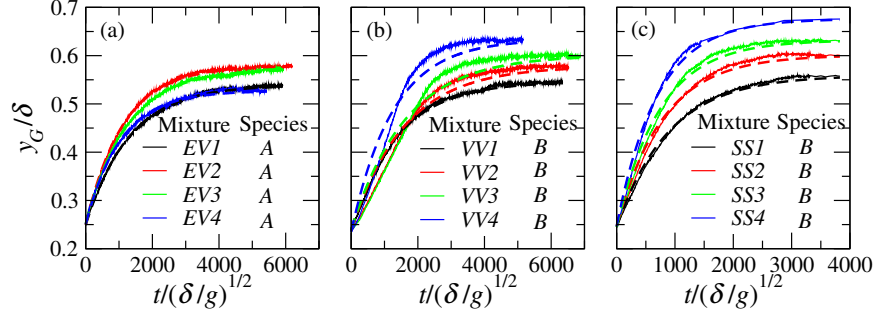 (a)
(b)
(c)
0.7
0.6
0.5
0.4
0.3
0.2
y_G/δ
Mixture Species
EV1 A
EV2 A
EV3 A
EV4 A
Mixture Species
VV1 B
VV2 B
VV3 B
VV4 B
Mixture Species
SS1 B
SS2 B
SS3 B
SS4 B
0 2000 4000 6000
0 2000 4000 6000
0 1000 2000 3000 4000
t/(δ/g)^1/2
t/(δ/g)^1/2
t/(δ/g)^1/2